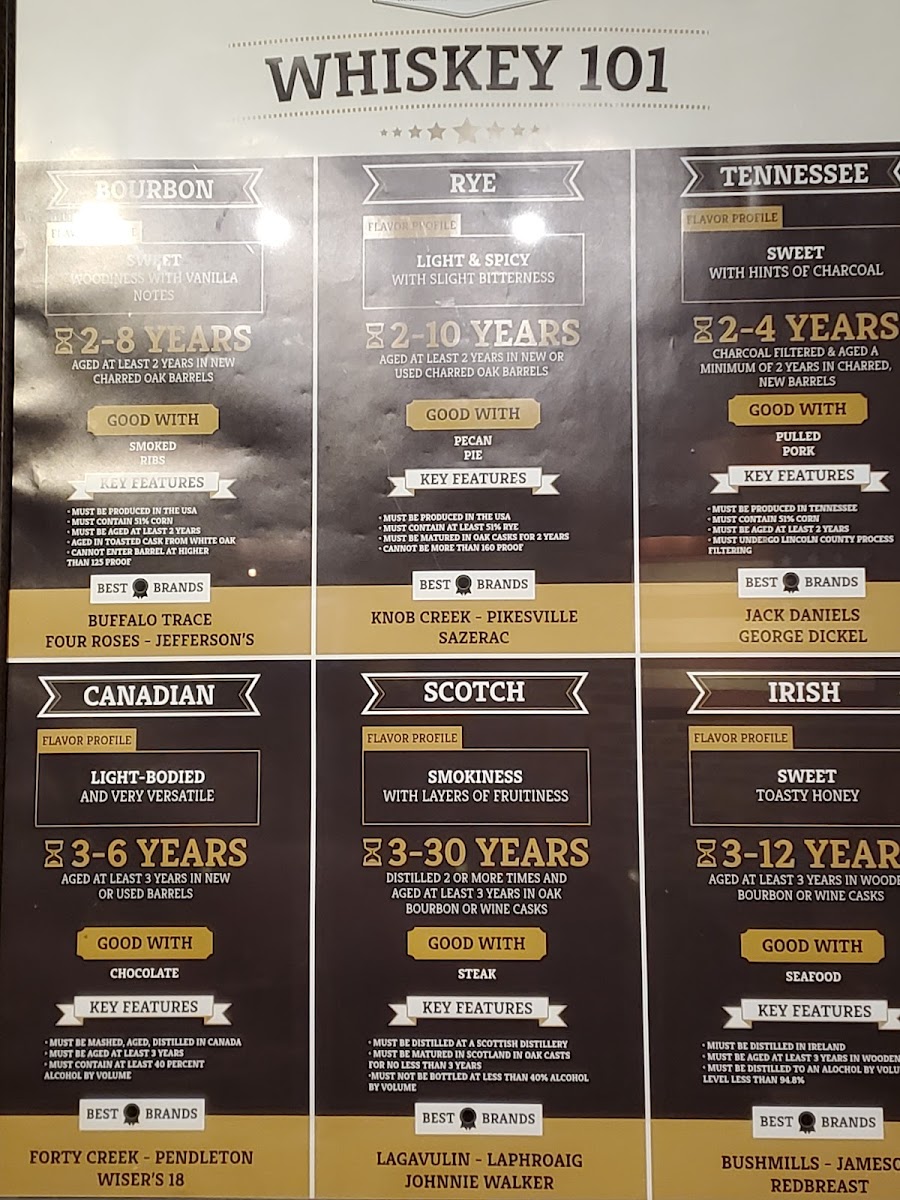 WHISKEY 101
BOURBON
FLAVOR PROFILE
SWEET
WOODINESS WITH VANILLA
NOTES
2-8 YEARS
AGED AT LEAST 2 YEARS IN NEW
CHARRED OAK BARRELS
GOOD WITH
SMOKED
RIBS
KEY FEATURES
· MUST BE PRODUCED IN THE USA
· MUST CONTAIN 51% CORN
· MUST BE AGED AT LEAST 2 YEARS
· AGED IN TOASTED CASK FROM WHITE OAK
· CANNOT ENTER BARREL AT HIGHER
THAN 125 PROOF
BEST BRANDS
BUFFALO TRACE
FOUR ROSES - JEFFERSON'S
RYE
FLAVOR PROFILE
LIGHT & SPICY
WITH SLIGHT BITTERNESS
2-10 YEARS
AGED AT LEAST 2 YEARS IN NEW OR
USED CHARRED OAK BARRELS
GOOD WITH
PECAN
PIE
KEY FEATURES
· MUST BE PRODUCED IN THE USA
· MUST CONTAIN AT LEAST 51% RYE
· MUST BE MATURED IN OAK CASKS FOR 2 YEARS
· CANNOT BE MORE THAN 160 PROOF
BEST BRANDS
KNOB CREEK - PIKESVILLE
SAZERAC
TENNESSEE
FLAVOR PROFILE
SWEET
WITH HINTS OF CHARCOAL
2-4 YEARS
CHARCOAL FILTERED & AGED A
MINIMUM OF 2 YEARS IN CHARRED,
NEW BARRELS
GOOD WITH
PULLED
PORK
KEY FEATURES
· MUST BE PRODUCED IN TENNESSEE
· MUST CONTAIN 51% CORN
· MUST BE AGED AT LEAST 2 YEARS
· MUST UNDERGO LINCOLN COUNTY PROCESS
FILTERING
BEST BRANDS
JACK DANIELS
GEORGE DICKEL
CANADIAN
FLAVOR PROFILE
LIGHT-BODIED
AND VERY VERSATILE
3-6 YEARS
AGED AT LEAST 3 YEARS IN NEW
OR USED BARRELS
GOOD WITH
CHOCOLATE
KEY FEATURES
· MUST BE MASHED, AGED, DISTILLED IN CANADA
· MUST BE AGED AT LEAST 3 YEARS
· MUST CONTAIN AT LEAST 40 PERCENT
ALCOHOL BY VOLUME
BEST BRANDS
FORTY CREEK - PENDLETON
WISER'S 18
SCOTCH
FLAVOR PROFILE
SMOKINESS
WITH LAYERS OF FRUITINESS
3-30 YEARS
DISTILLED 2 OR MORE TIMES AND
AGED AT LEAST 3 YEARS IN OAK
BOURBON OR WINE CASKS
GOOD WITH
STEAK
KEY FEATURES
· MUST BE DISTILLED AT A SCOTTISH DISTILLERY
· MUST BE MATURED IN SCOTLAND IN OAK CASTS
FOR NO LESS THAN 3 YEARS
·MUST NOT BE BOTTLED AT LESS THAN 40% ALCOHOL
BY VOLUME
BEST BRANDS
LAGAVULIN - LAPHROAIG
JOHNNIE WALKER
IRISH
FLAVOR PROFILE
SWEET
TOASTY HONEY
3-12 YEAR
AGED AT LEAST 3 YEARS IN WOODE
BOURBON OR WINE CASKS
GOOD WITH
SEAFOOD
KEY FEATURES
· MIUST BE DISTILLED IN IRELAND
· MUST BE AGED AT LEAST 3 YEARS IN WOODEN
· MUST BE DISTILLED TO AN ALOCHOL BY VOLU
LEVEL LESS THAN 94.8%
BEST BRANDS
BUSHMILLS - JAMESO
REDBREAST